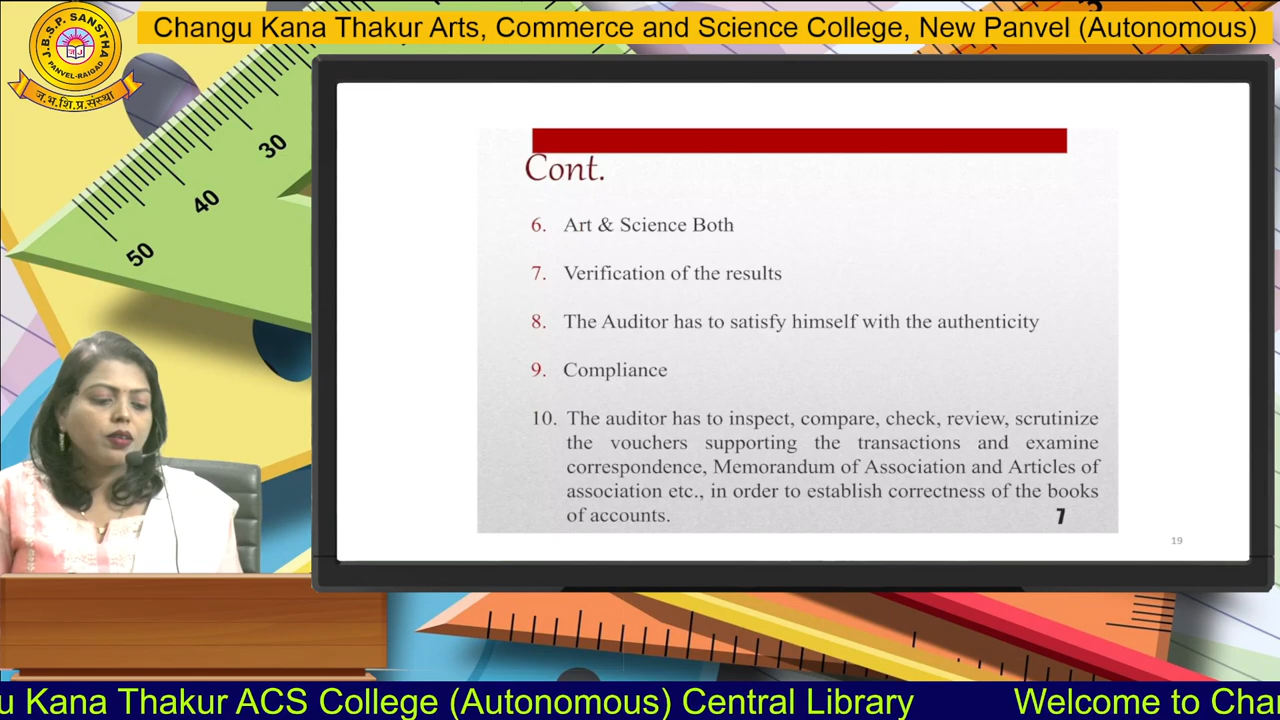 Changu Kana Thakur Arts, Commerce and Science College, New Panvel (Autonomous)
J.B.S.P. SANSTHA
PANVEL-RAIGAD
ज.भ.शि.प्र.संस्था
30
40
50
Cont.
6. Art & Science Both
7. Verification of the results
8. The Auditor has to satisfy himself with the authenticity
9. Compliance
10. The auditor has to inspect, compare, check, review, scrutinize
the vouchers supporting the transactions and examine
correspondence, Memorandum of Association and Articles of
association etc., in order to establish correctness of the books
of accounts.
7
19
u Kana Thakur ACS College (Autonomous) Central Library Welcome to Cha